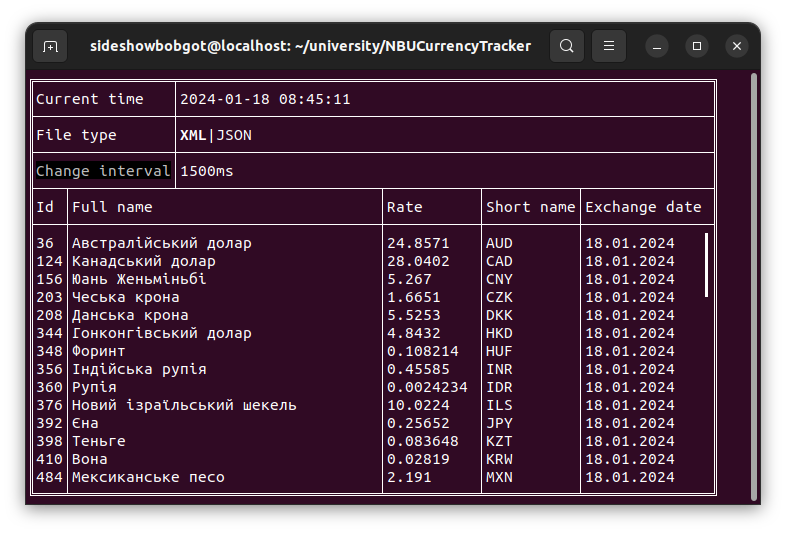 sideshowbobgot@localhost: ~/university/NBUCurrencyTracker
Current time 2024-01-18 08:45:11
File type XML|JSON
Change interval 1500ms
Id Full name Rate Short name Exchange date
36 Австралійський долар 24.8571 AUD 18.01.2024
124 Канадський долар 28.0402 CAD 18.01.2024
156 Юань Женьміньбі 5.267 CNY 18.01.2024
203 Чеська крона 1.6651 CZK 18.01.2024
208 Данська крона 5.5253 DKK 18.01.2024
344 Гонконгівський долар 4.8432 HKD 18.01.2024
348 Форинт 0.108214 HUF 18.01.2024
356 Індійська рупія 0.45585 INR 18.01.2024
360 Рупія 0.0024234 IDR 18.01.2024
376 Новий ізраїльський шекель 10.0224 ILS 18.01.2024
392 Єна 0.25652 JPY 18.01.2024
398 Теньге 0.083648 KZT 18.01.2024
410 Вона 0.02819 KRW 18.01.2024
484 Мексиканське песо 2.191 MXN 18.01.2024